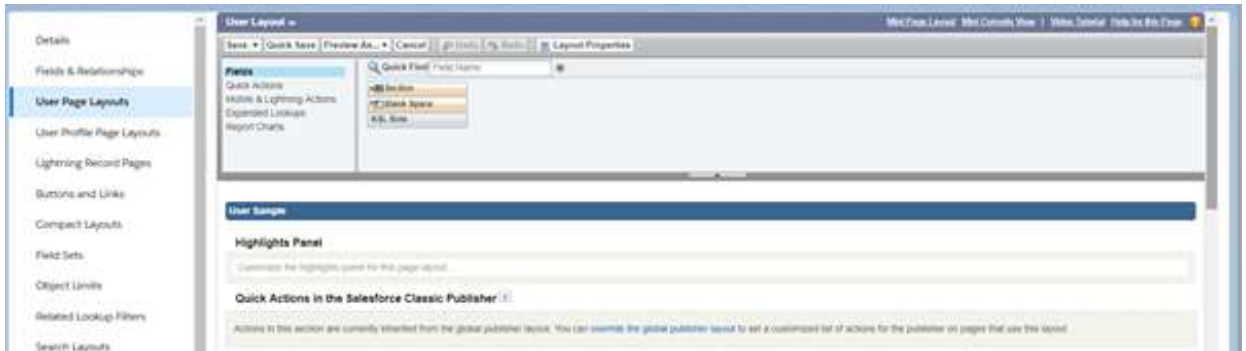 Details
Fields & Relationships
User Page Layouts
User Profile Page Layouts
Lightning Record Pages
Buttons and Links
Compact Layouts
Field Sets
Object Limits
Related Lookup Filters
Search Layouts
User Layout
Mini Page Layout Mini Console View | Video Tutorial Help for this Page
Save Quick Save Preview As... Cancel Undo Redo Layout Properties
Fields
Quick Actions
Mobile & Lightning Actions
Expanded Lookups
Report Charts
Quick Find Field Name
Section
Blank Space
User Sample
Highlights Panel
Customize the highlights panel for this page layout...
Quick Actions in the Salesforce Classic Publisher
Actions in this section are currently inherited from the global publisher layout. You can override the global publisher layout to set a customized list of actions for the publisher on pages that use this layout.